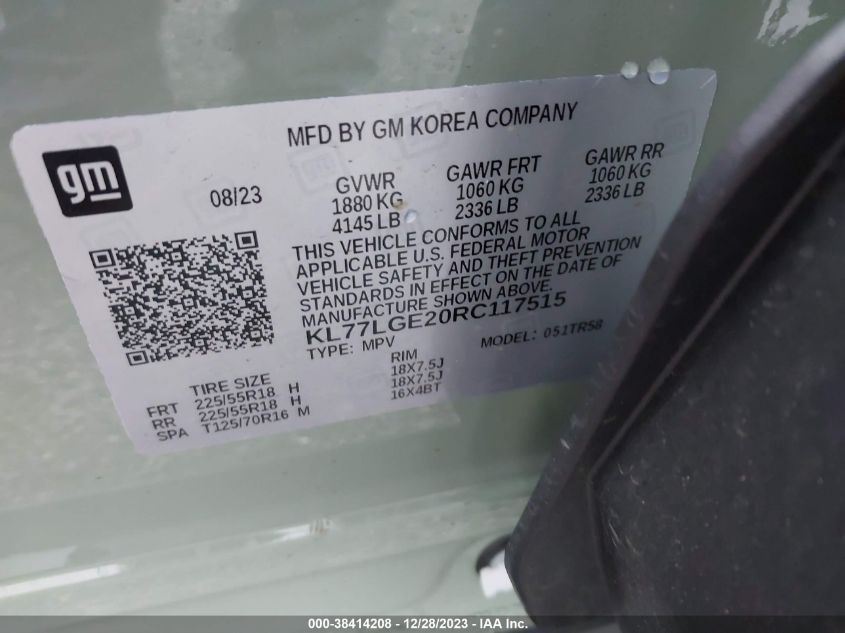 MFD BY GM KOREA COMPANY
gm
08/23
GVWR
1880 KG
4145 LB
GAWR FRT
1060 KG
2336 LB
GAWR RR
1060 KG
2336 LB
THIS VEHICLE CONFORMS TO ALL
APPLICABLE U.S. FEDERAL MOTOR
VEHICLE SAFETY AND THEFT PREVENTION
STANDARDS IN EFFECT ON THE DATE OF
MANUFACTURE SHOWN ABOVE.
KL77LGE20RC117515
TYPE: MPV
MODEL: 051TR58
TIRE SIZE
RIM
FRT 225/55R18 H 18X7.5J
RR 225/55R18 H 18X7.5J
SPA T125/70R16 M 16X4BT
000-38414208 - 12/28/2023 - IAA Inc.